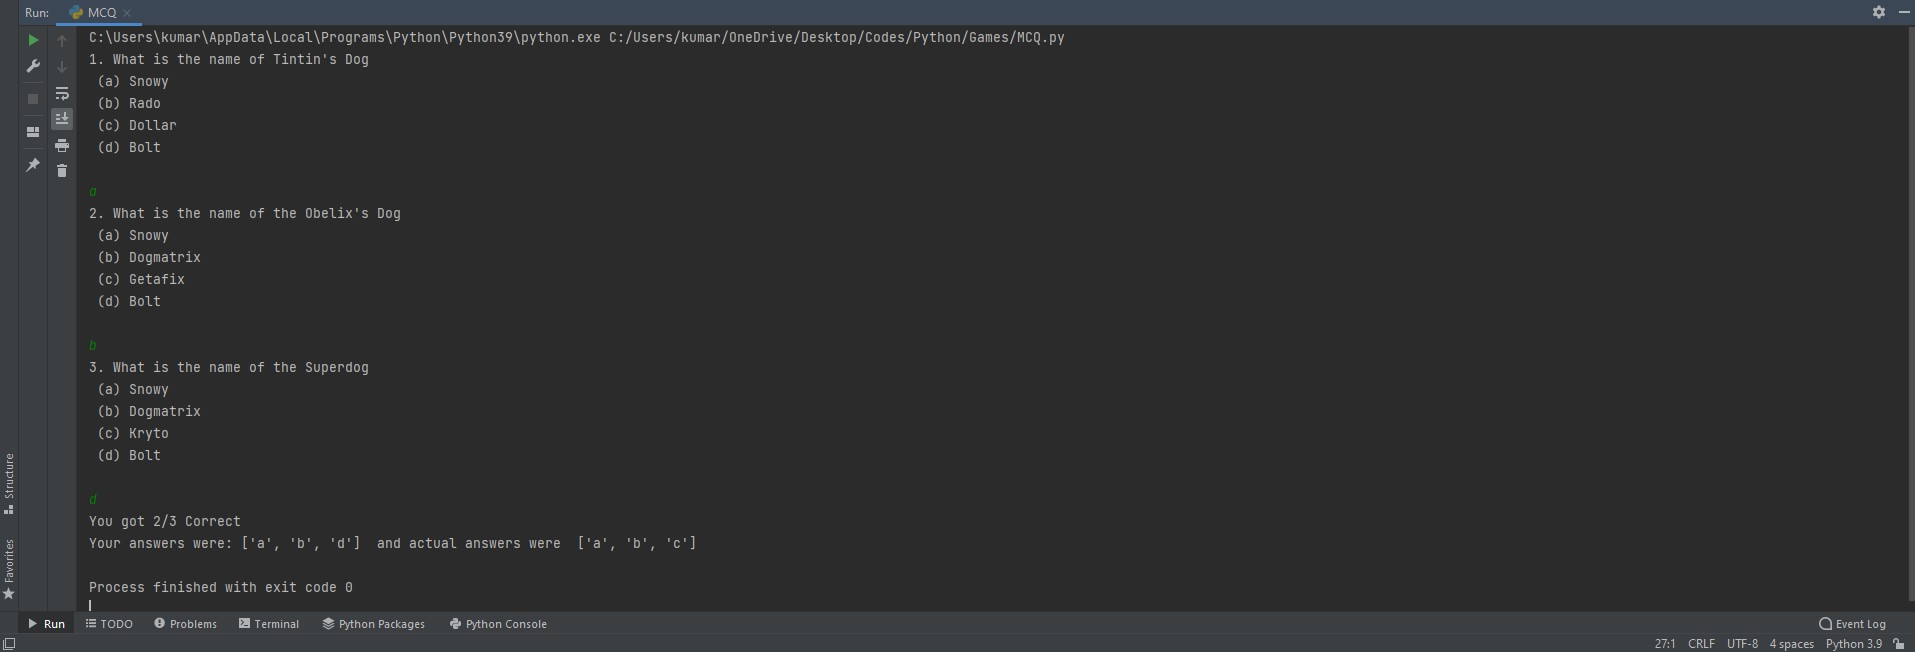 Run: MCQ
C:\Users\kumar\AppData\Local\Programs\Python\Python39\python.exe C:/Users/kumar/OneDrive/Desktop/Codes/Python/Games/MCQ.py
1. What is the name of Tintin's Dog
(a) Snowy
(b) Rado
(c) Dollar
(d) Bolt
a
2. What is the name of the Obelix's Dog
(a) Snowy
(b) Dogmatrix
(c) Getafix
(d) Bolt
b
3. What is the name of the Superdog
(a) Snowy
(b) Dogmatrix
(c) Kryto
(d) Bolt
d
You got 2/3 Correct
Your answers were: ['a', 'b', 'd']  and actual answers were  ['a', 'b', 'c']
Process finished with exit code 0
Structure
Favorites
Run TODO Problems Terminal Python Packages Python Console Event Log
27:1 CRLF UTF-8 4 spaces Python 3.9